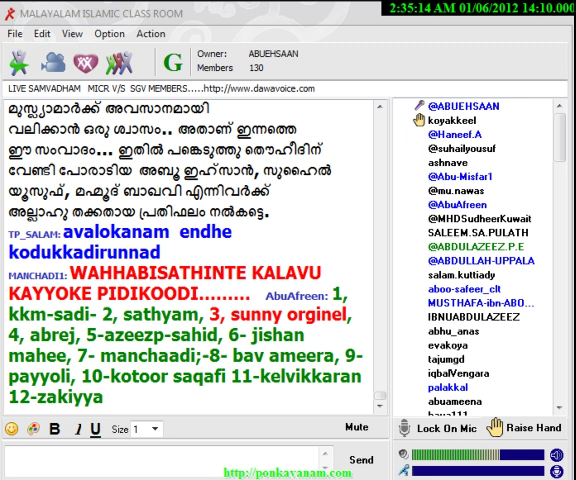 MALAYALAM ISLAMIC CLASS ROOM
2:35:14 AM 01/06/2012 14:10.000
File Edit View Option Action
G
Owner: ABUEHSAAN
Members 130
LIVE SAMVADHAM MICR V/S SGV MEMBERS.....http://www.dawavoice.com
മുസ്ല്യാമാർക്ക് അവസാനമായി
വലിക്കാൻ ഒരു ശ്വാസം.. അതാണ് ഇന്നത്തെ
ഈ സംവാദം... ഇതിൽ പങ്കെടുത്തു തൌഹീദിന്
വേണ്ടി പോരാടിയ അബൂ ഇഹ്സാൻ, സുഹൈൽ
യൂസുഫ്, മഹ്മൂദ് ബാഖവി എന്നിവർക്ക്
അല്ലാഹു തക്കതായ പ്രതിഫലം നൽകട്ടെ.
TP_SALAM: avalokanam endhe
kodukkadirunnad
MANCHADI1: WAHHABISATHINTE KALAVU
KAYYOKE PIDIKOODI......... AbuAfreen: 1,
kkm-sadi- 2, sathyam, 3, sunny orginel,
4, abrej, 5-azeezp-sahid, 6- jishan
mahee, 7- manchaadi;-8- bav ameera, 9-
payyoli, 10-kotoor saqafi 11-kelvikkaran
12-zakiyya
@ABUEHSAAN
koyakkeel
@Haneef.A
@suhailyousuf
ashnave
@Abu-Misfar1
@mu.nawas
@AbuAfreen
@MHDSudheerKuwait
SALEEM.SA.PULATH
@ABDULAZEEZ.P.E
@ABDULLAH-UPPALA
salam.kuttiady
aboo-safeer_clt
MUSTHAFA-ibn-ABO...
IBNUABDULAZEEZ
abhu_anas
evakoya
tajumgd
iqbalVengara
palakkal
abuameena
B I U Size 1 Mute
Lock On Mic Raise Hand
Send
http://ponkavanam.com